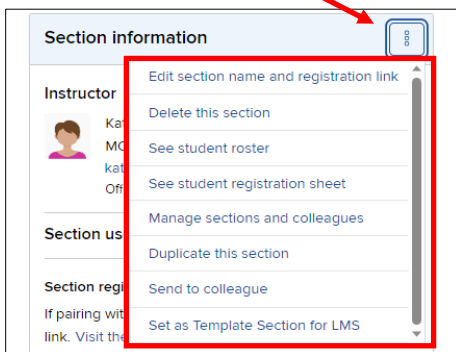 Section information
Edit section name and registration link
Instructor
Delete this section
See student roster
See student registration sheet
Manage sections and colleagues
Section us
Duplicate this section
Section regi
Send to colleague
If pairing wit
Set as Template Section for LMS
link. Visit the